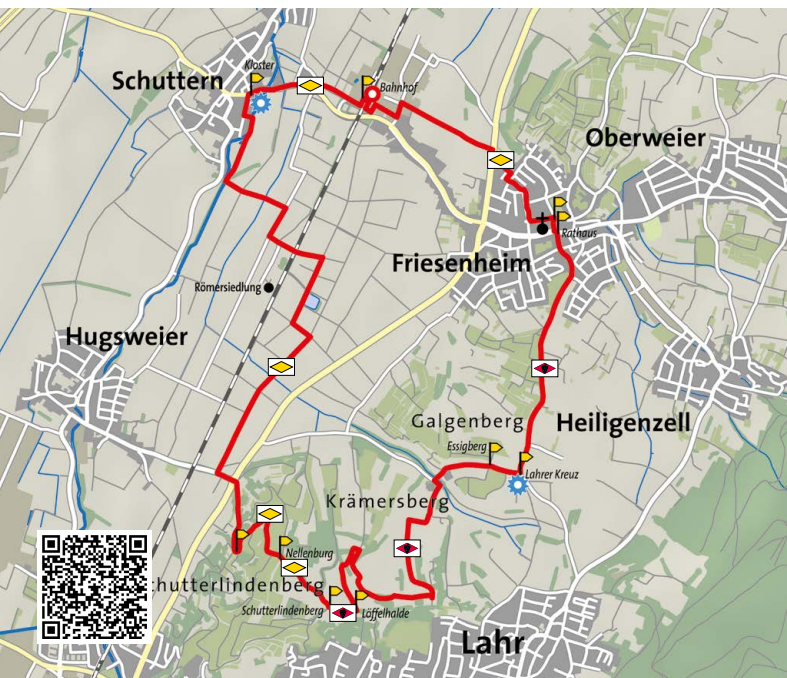 Kloster
Schuttern
Bahnhof
Oberweier
Rathaus
Friesenheim
Römersiedlung
Hugsweier
Galgenberg
Heiligenzell
Essigberg
Lahrer Kreuz
Krämersberg
Nellenburg
chutterlindenberg
Schutterlindenberg
Löffelhalde
Lahr